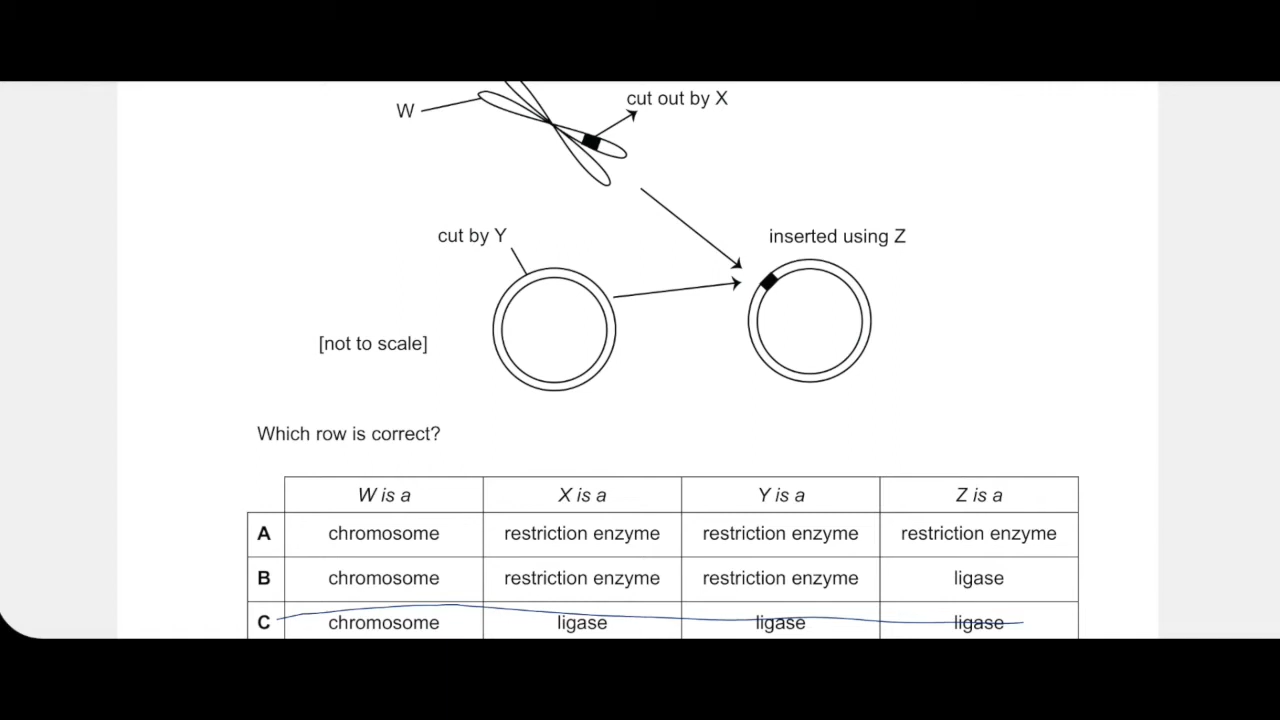 cut out by X
W
cut by Y
inserted using Z
[not to scale]
Which row is correct?
W is a X is a Y is a Z is a
A chromosome restriction enzyme restriction enzyme restriction enzyme
B chromosome restriction enzyme restriction enzyme ligase
C chromosome ligase ligase ligase